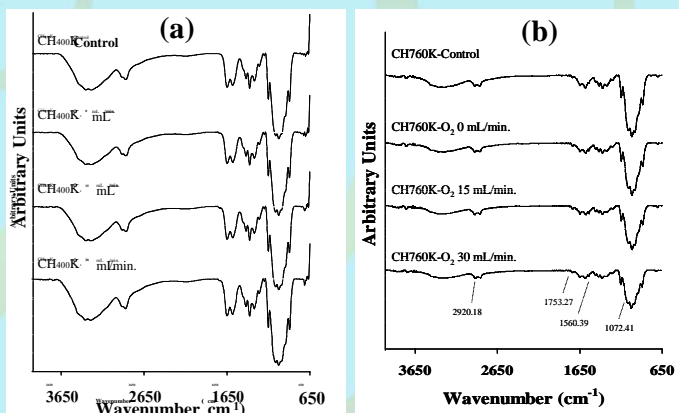 (a)
CH400K Control
CH400K mL
CH400K mL
CH400K mL/min.
Arbitrary Units
3650 2650 1650 650
Wavenumber cm-1)
(b)
CH760K-Control
CH760K-O2 0 mL/min.
CH760K-O2 15 mL/min.
CH760K-O2 30 mL/min.
2920.18
1753.27
1560.39
1072.41
Arbitrary Units
3650 2650 1650 650
Wavenumber (cm-1)